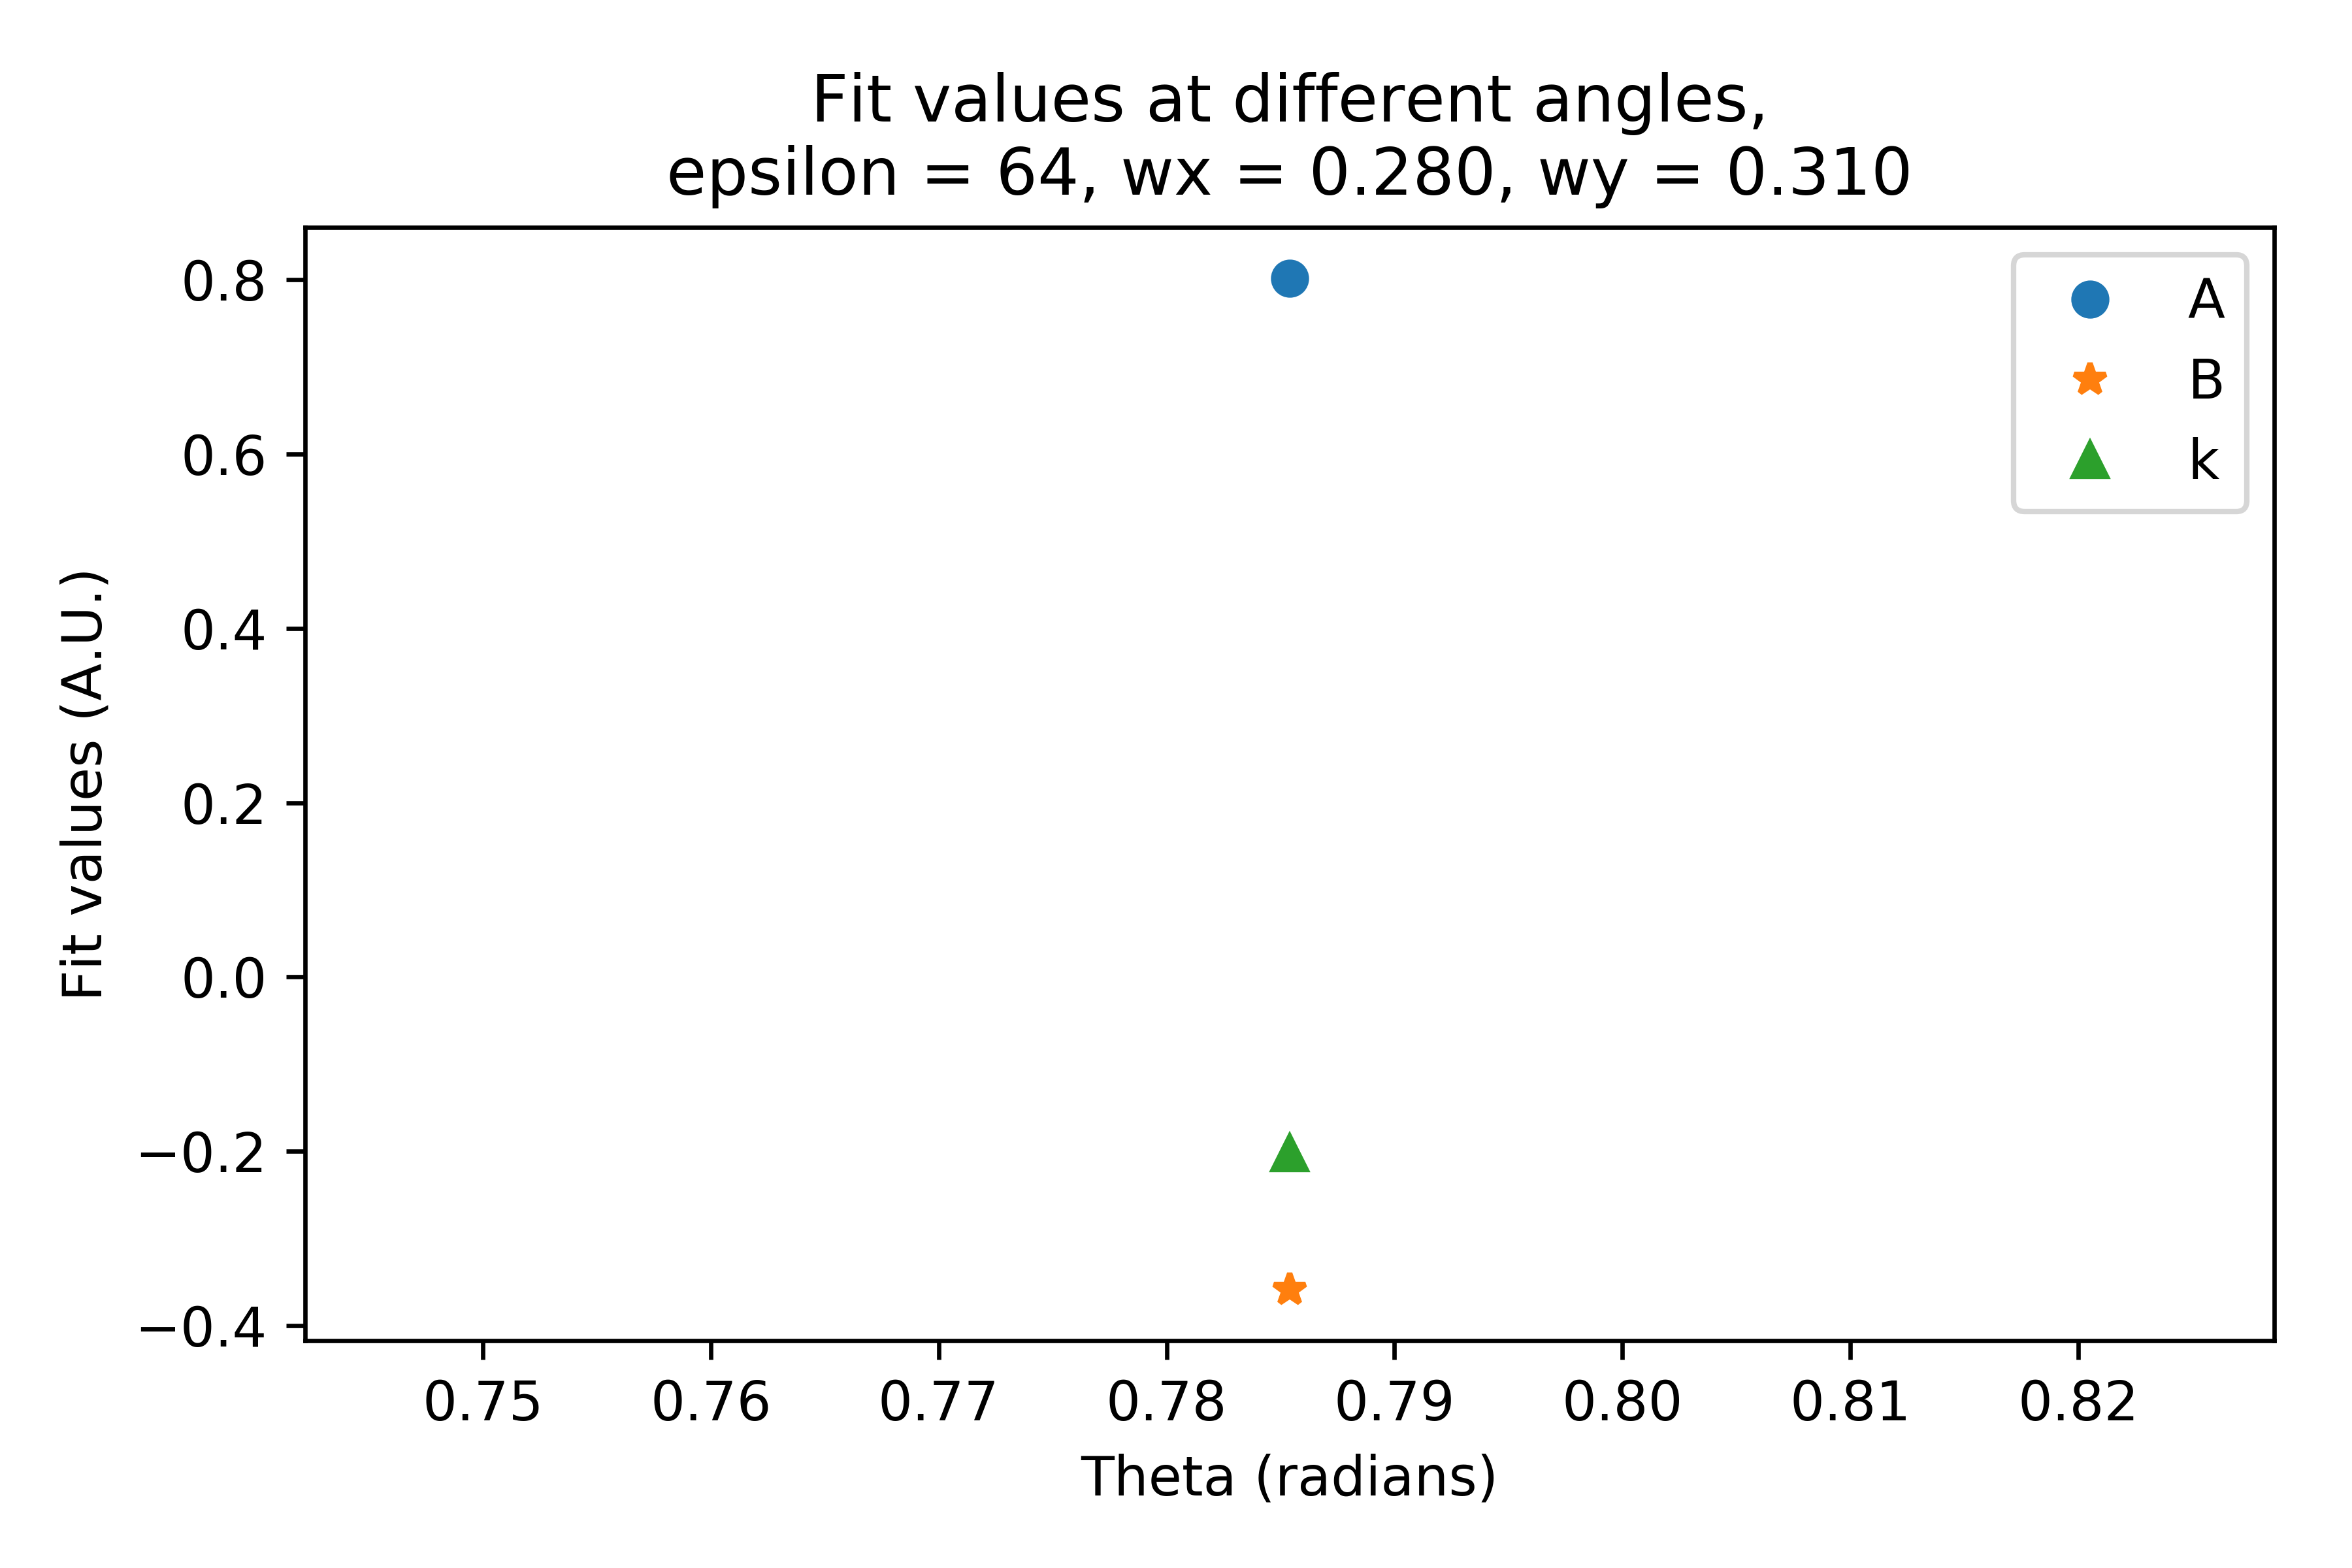 Fit values at different angles,
epsilon = 64, wx = 0.280, wy = 0.310
A
B
k
Fit values (A.U.)
0.8
0.6
0.4
0.2
0.0
−0.2
−0.4
0.75 0.76 0.77 0.78 0.79 0.80 0.81 0.82
Theta (radians)